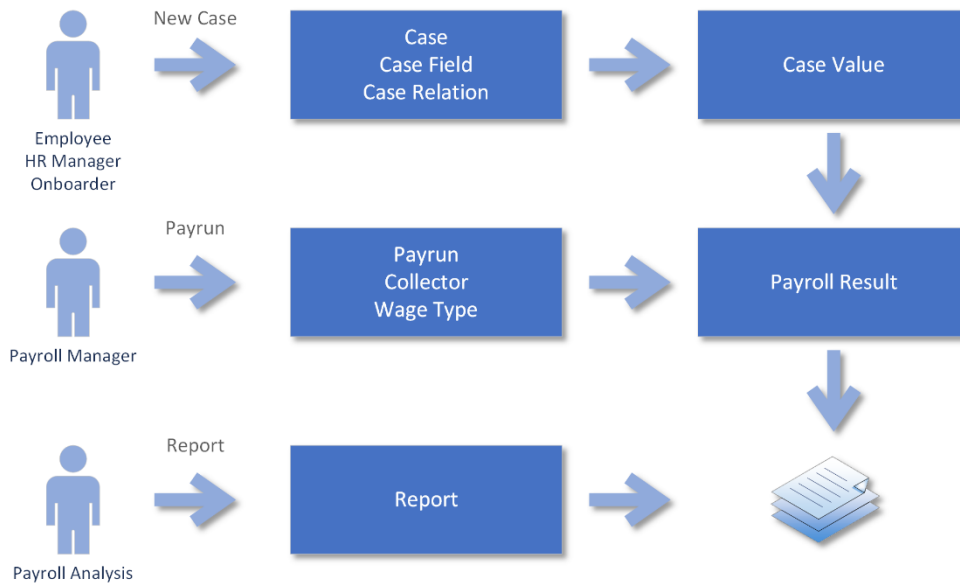 New Case
Case
Case Field
Case Relation
Case Value
Employee
HR Manager
Onboarder
Payrun
Payrun
Collector
Wage Type
Payroll Result
Payroll Manager
Report
Report
Payroll Analysis